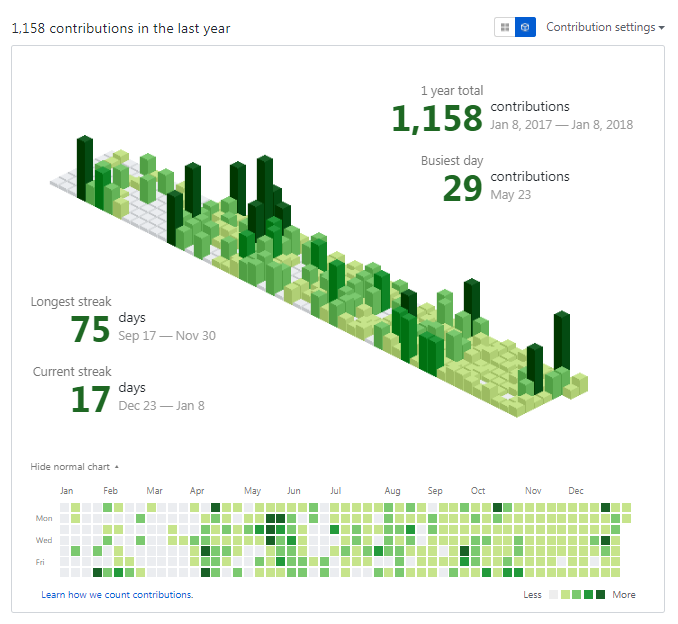 1,158 contributions in the last year
Contribution settings
1 year total
1,158 contributions
Jan 8, 2017 — Jan 8, 2018
Busiest day
29 contributions
May 23
Longest streak
75 days
Sep 17 — Nov 30
Current streak
17 days
Dec 23 — Jan 8
Hide normal chart
Jan Feb Mar Apr May Jun Jul Aug Sep Oct Nov Dec
Mon
Wed
Fri
Learn how we count contributions.
Less More